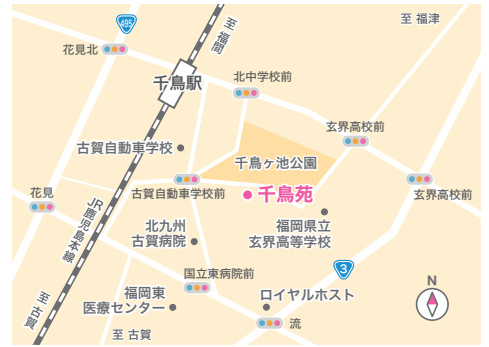 495
至 福間
至 福津
花見北
千鳥駅
北中学校前
玄界高校前
古賀自動車学校
千鳥ヶ池公園
花見
古賀自動車学校前
千鳥苑
玄界高校前
JR鹿児島本線
北九州
古賀病院
福岡県立
玄界高等学校
国立東病院前
3
N
至 古賀
福岡東
医療センター
ロイヤルホスト
至 古賀
流